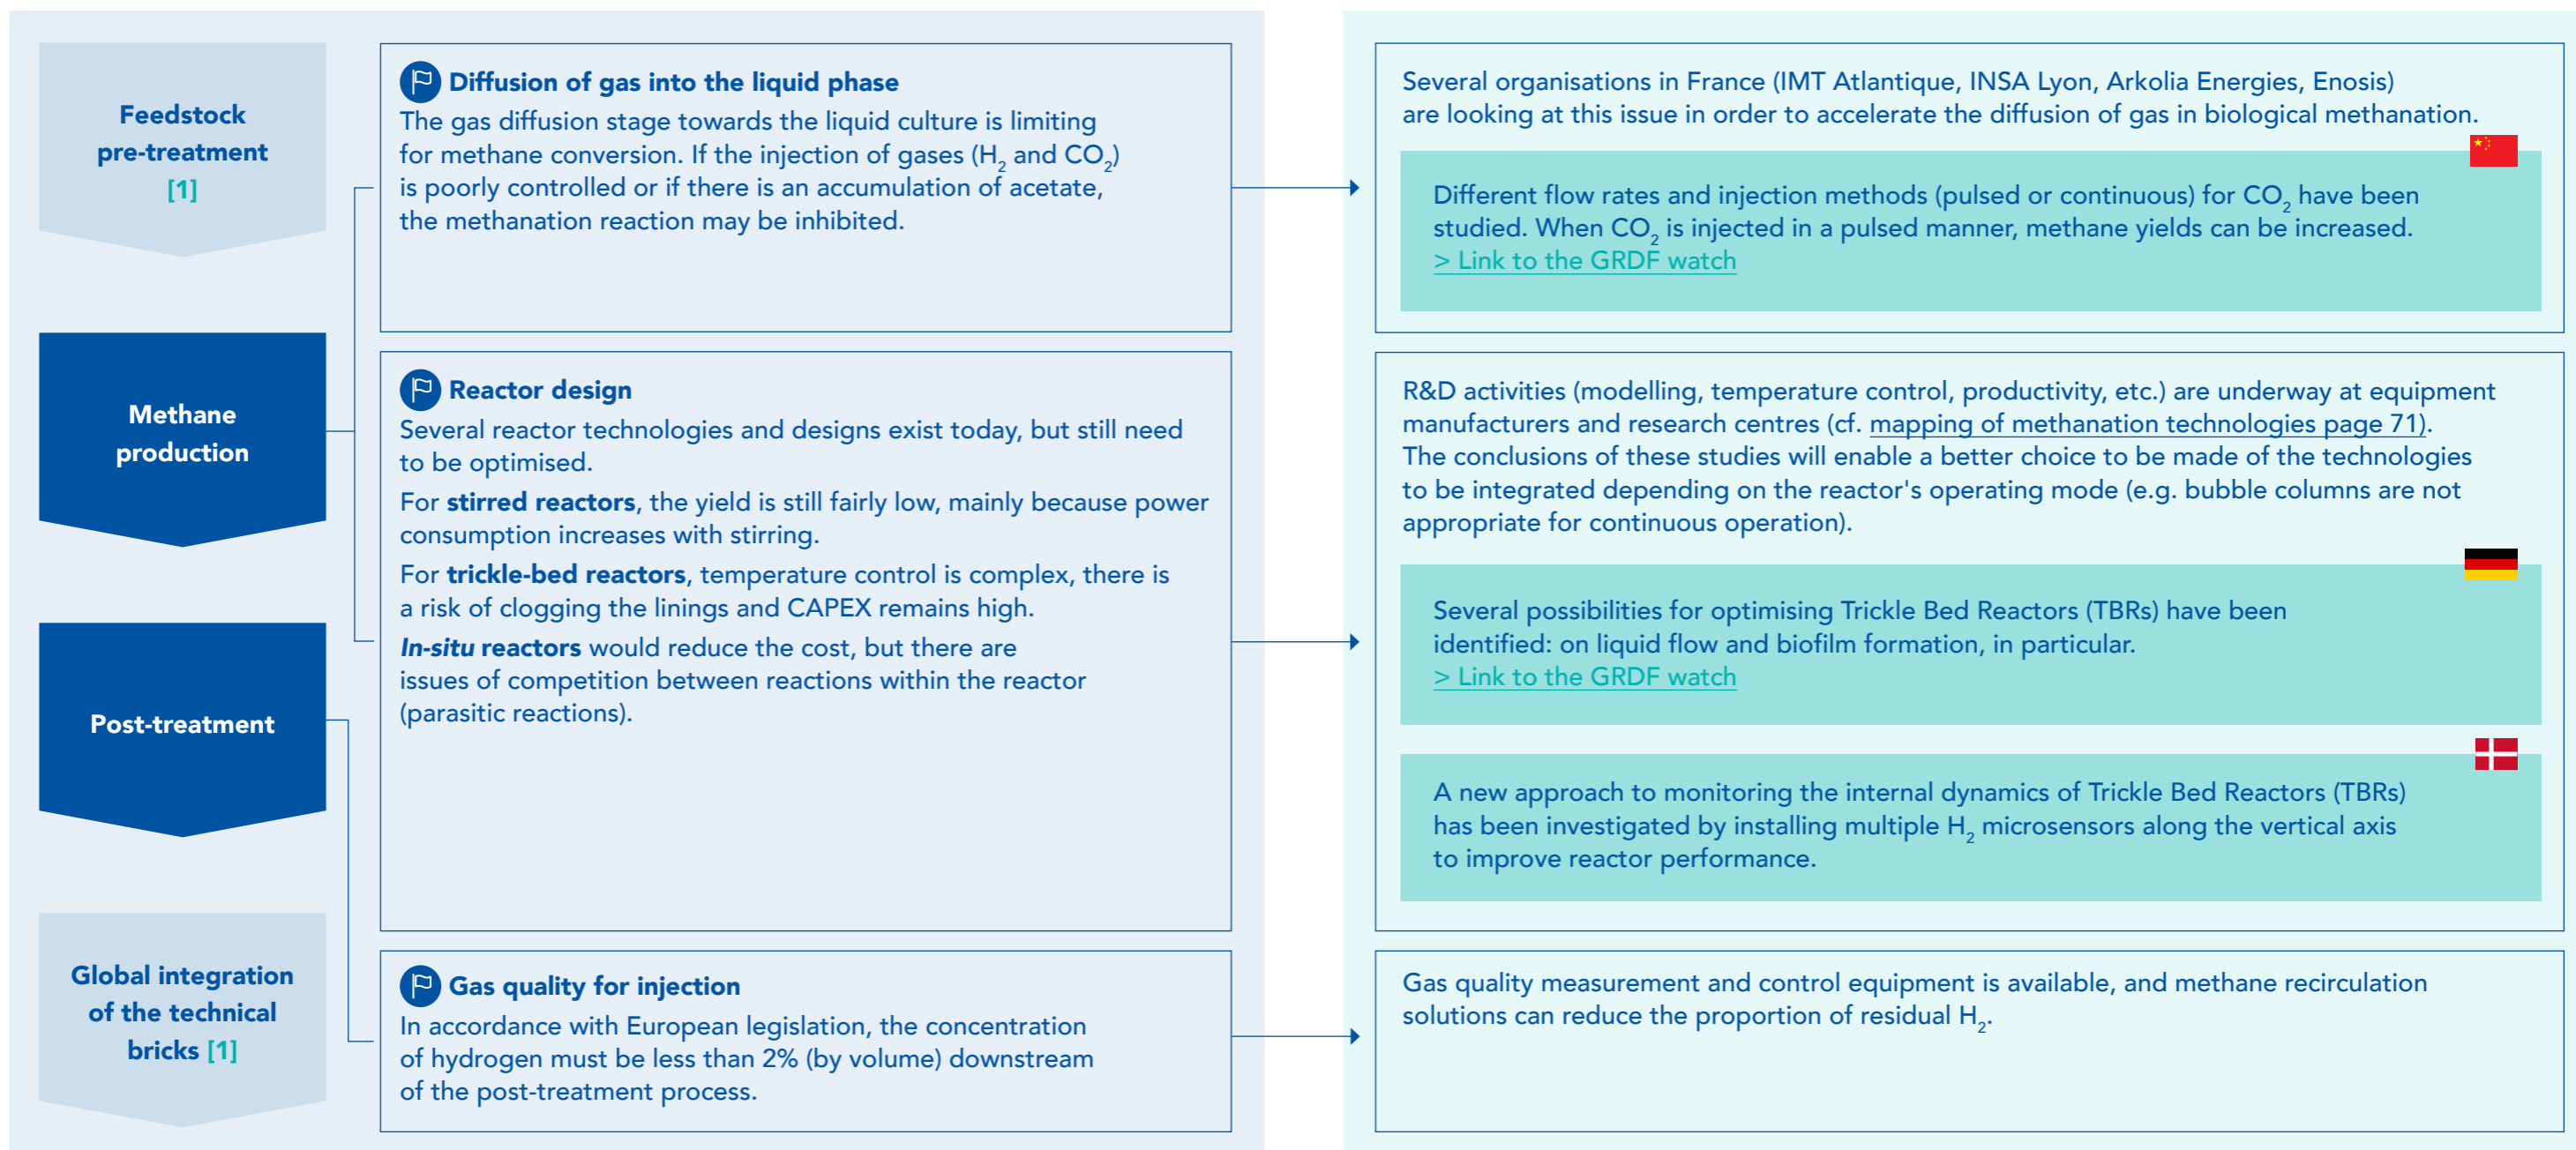 Feedstock
pre-treatment
[1]
Methane
production
Post-treatment
Global integration
of the technical
bricks [1]
Diffusion of gas into the liquid phase
The gas diffusion stage towards the liquid culture is limiting
for methane conversion. If the injection of gases (H2 and CO2)
is poorly controlled or if there is an accumulation of acetate,
the methanation reaction may be inhibited.
Several organisations in France (IMT Atlantique, INSA Lyon, Arkolia Energies, Enosis)
are looking at this issue in order to accelerate the diffusion of gas in biological methanation.
Different flow rates and injection methods (pulsed or continuous) for CO2 have been
studied. When CO2 is injected in a pulsed manner, methane yields can be increased.
> Link to the GRDF watch
Reactor design
Several reactor technologies and designs exist today, but still need
to be optimised.
For stirred reactors, the yield is still fairly low, mainly because power
consumption increases with stirring.
For trickle-bed reactors, temperature control is complex, there is
a risk of clogging the linings and CAPEX remains high.
In-situ reactors would reduce the cost, but there are
issues of competition between reactions within the reactor
(parasitic reactions).
R&D activities (modelling, temperature control, productivity, etc.) are underway at equipment
manufacturers and research centres (cf. mapping of methanation technologies page 71).
The conclusions of these studies will enable a better choice to be made of the technologies
to be integrated depending on the reactor's operating mode (e.g. bubble columns are not
appropriate for continuous operation).
Several possibilities for optimising Trickle Bed Reactors (TBRs) have been
identified: on liquid flow and biofilm formation, in particular.
> Link to the GRDF watch
A new approach to monitoring the internal dynamics of Trickle Bed Reactors (TBRs)
has been investigated by installing multiple H2 microsensors along the vertical axis
to improve reactor performance.
Gas quality for injection
In accordance with European legislation, the concentration
of hydrogen must be less than 2% (by volume) downstream
of the post-treatment process.
Gas quality measurement and control equipment is available, and methane recirculation
solutions can reduce the proportion of residual H2.